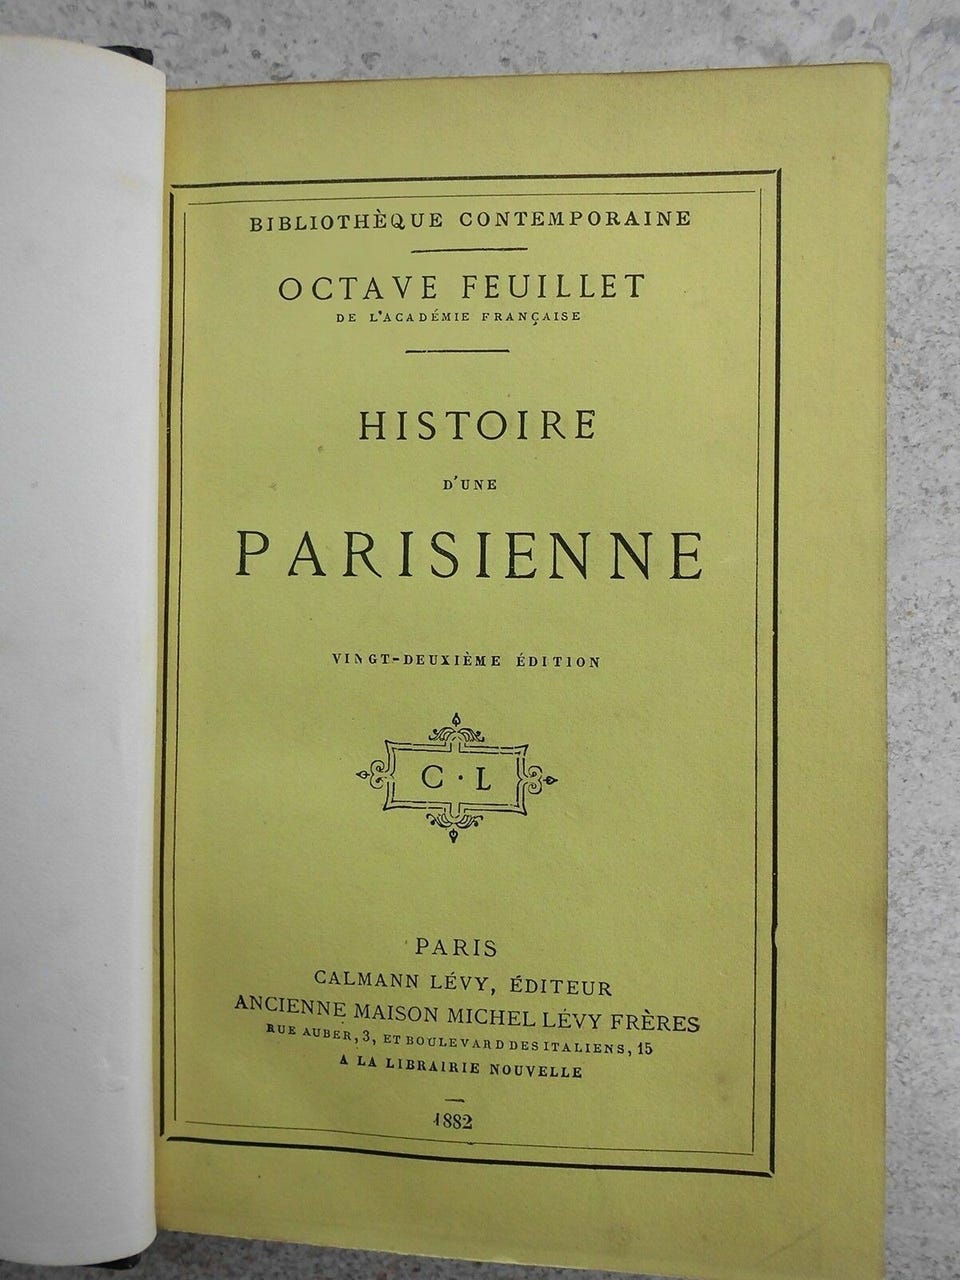 BIBLIOTHÈQUE CONTEMPORAINE
OCTAVE FEUILLET
DE L'ACADÉMIE FRANÇAISE
HISTOIRE
D'UNE
PARISIENNE
VINGT-DEUXIÈME ÉDITION
C · L
PARIS
CALMANN LÉVY, ÉDITEUR
ANCIENNE MAISON MICHEL LÉVY FRÈRES
RUE AUBER, 3, ET BOULEVARD DES ITALIENS, 15
A LA LIBRAIRIE NOUVELLE
1882